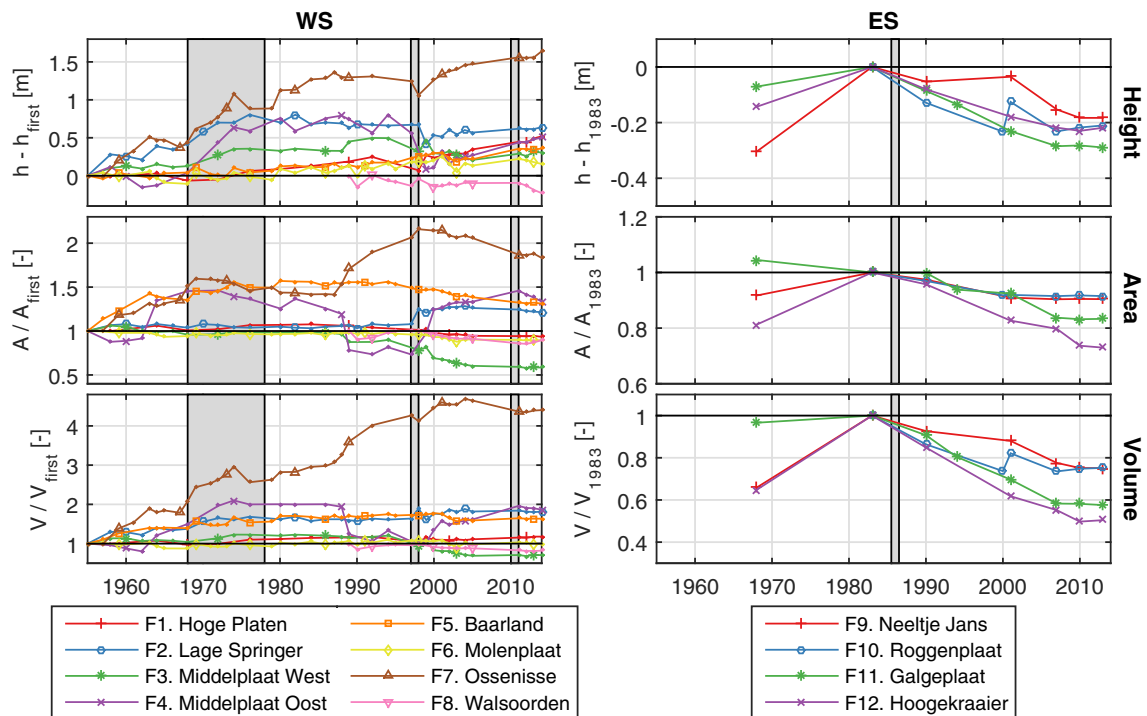 WS
h - h_first [m]
1.5
1
0.5
0
A / A_first [-]
2
1.5
1
0.5
V / V_first [-]
4
3
2
1
1960 1970 1980 1990 2000 2010
F1. Hoge Platen
F2. Lage Springer
F3. Middelplaat West
F4. Middelplaat Oost
F5. Baarland
F6. Molenplaat
F7. Ossenisse
F8. Walsoorden
ES
h - h_1983 [m]
0
-0.2
-0.4
Height
A / A_1983 [-]
1.2
1
0.8
0.6
Area
V / V_1983 [-]
1
0.8
0.6
0.4
Volume
1960 1970 1980 1990 2000 2010
F9. Neeltje Jans
F10. Roggenplaat
F11. Galgeplaat
F12. Hoogekraaier